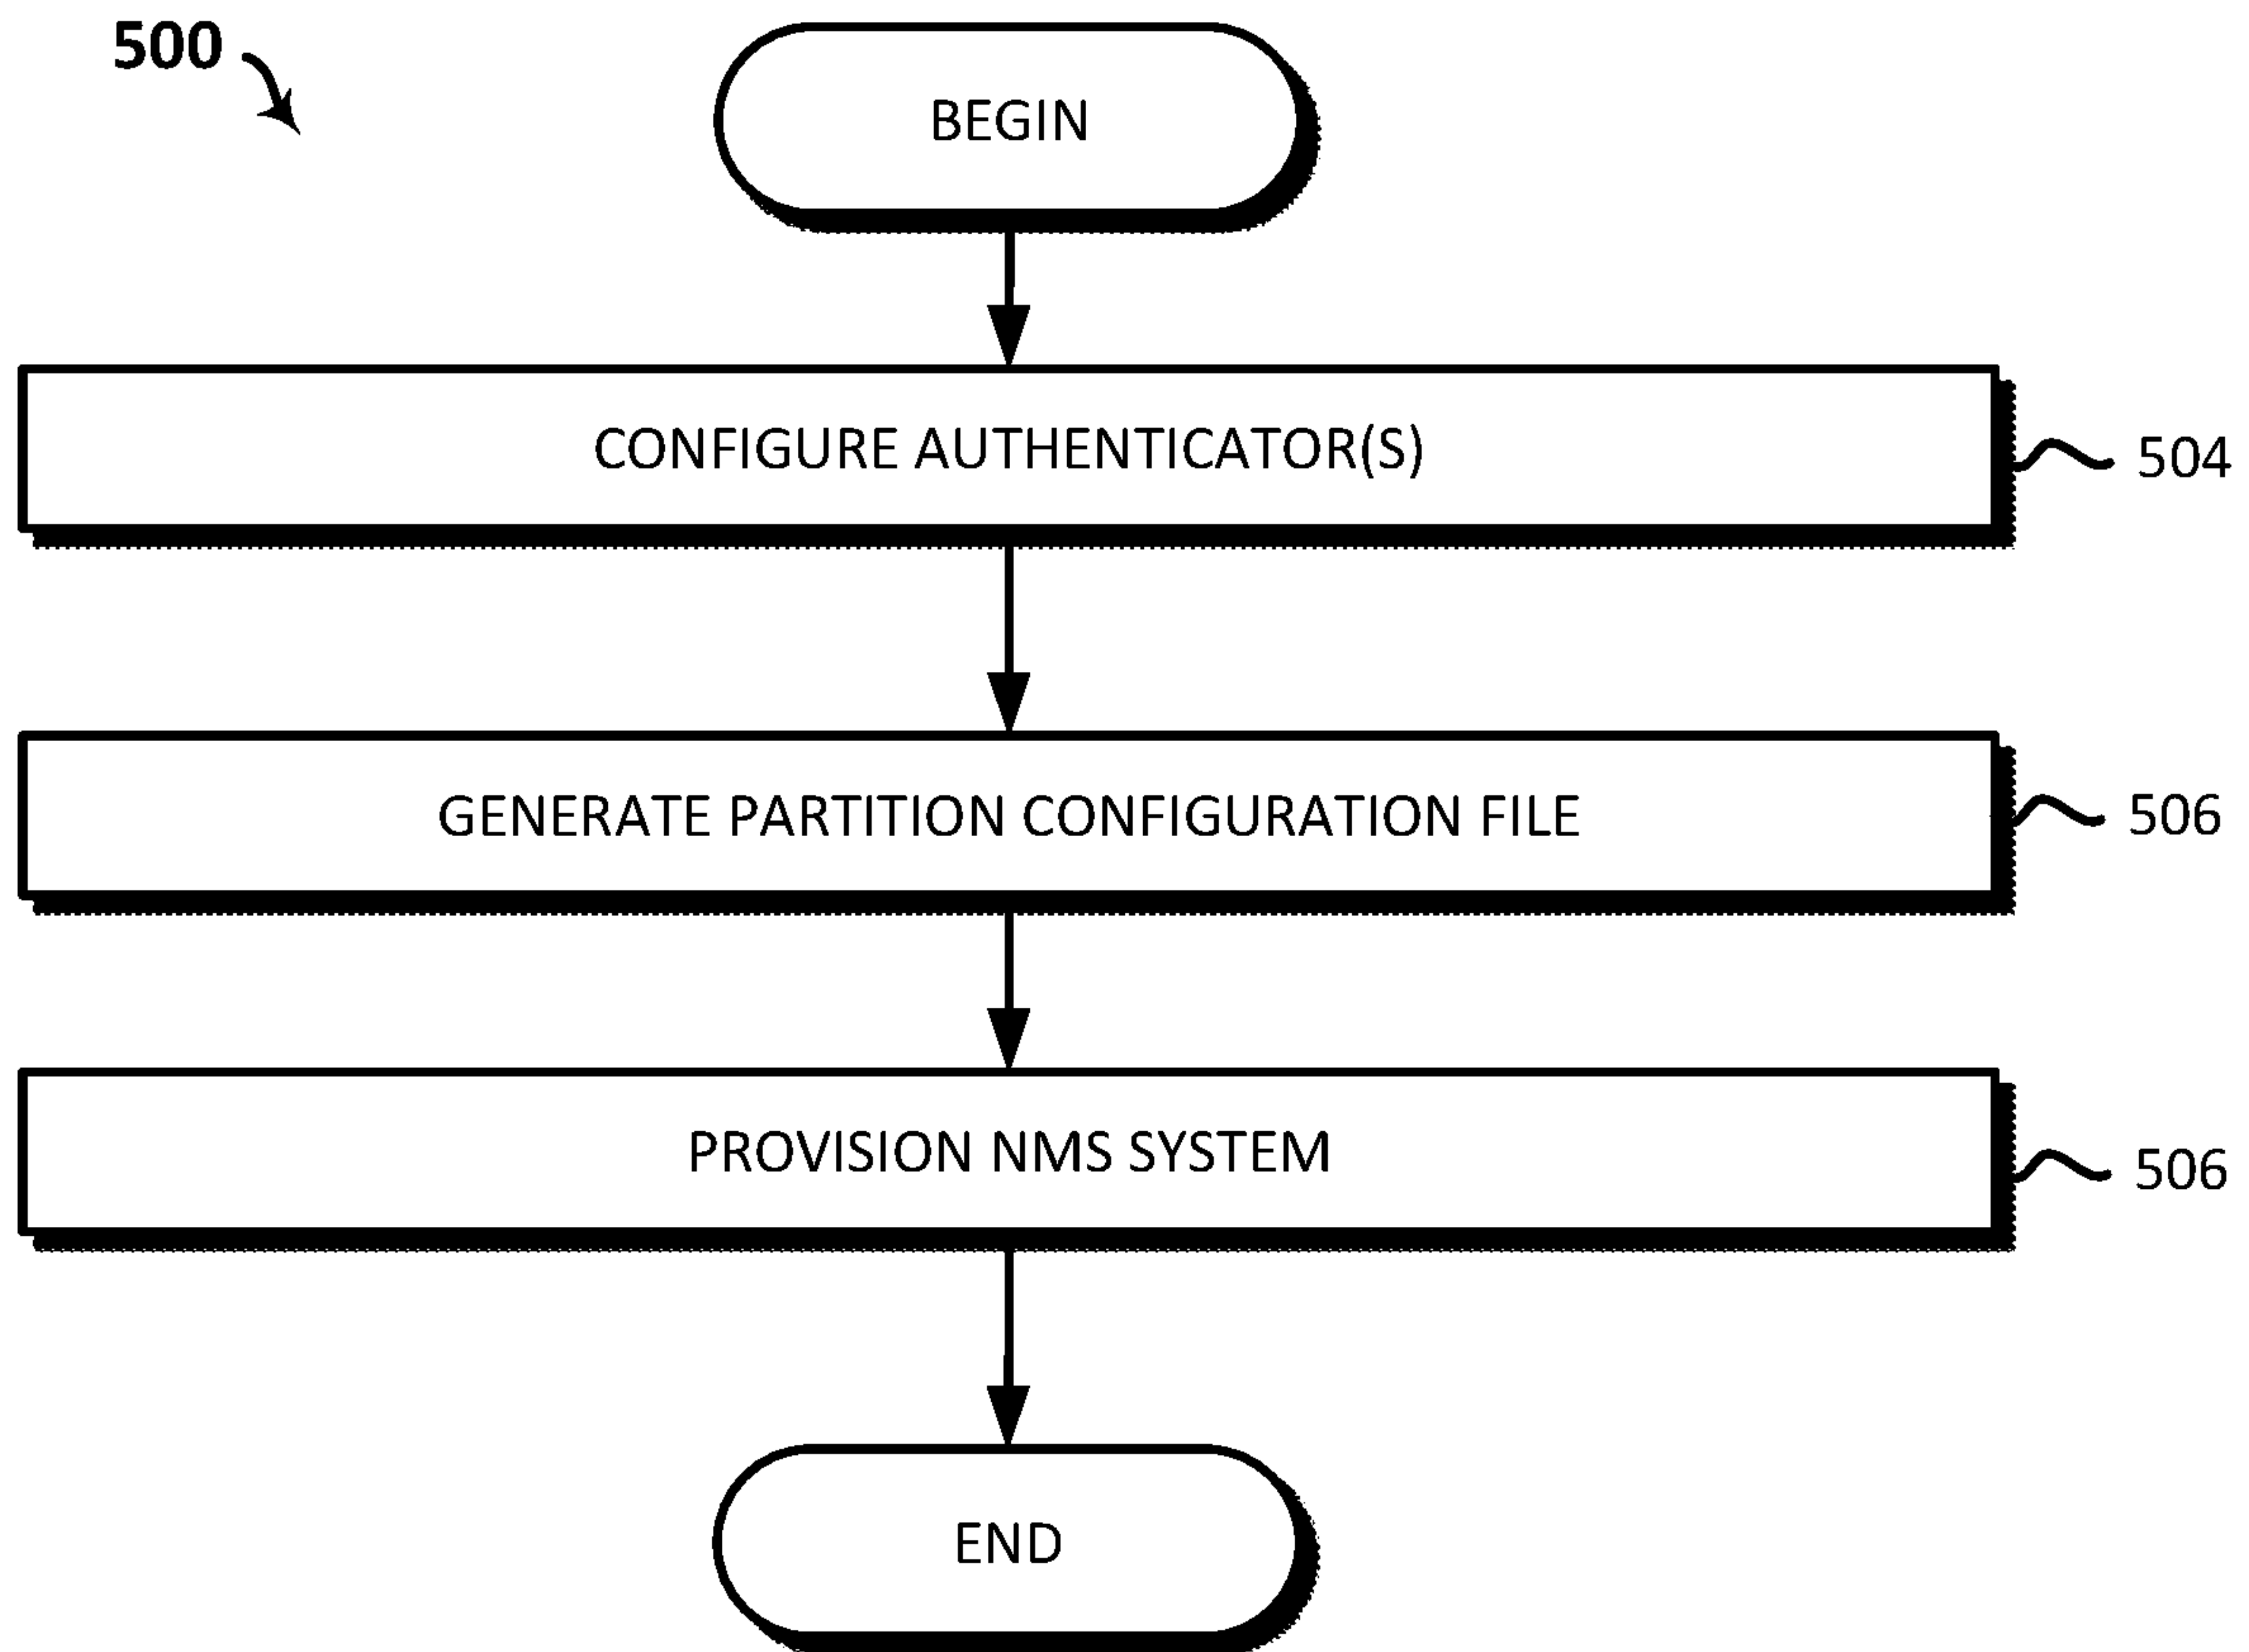 500
BEGIN
CONFIGURE AUTHENTICATOR(S)
504
GENERATE PARTITION CONFIGURATION FILE
506
PROVISION NMS SYSTEM
506
END